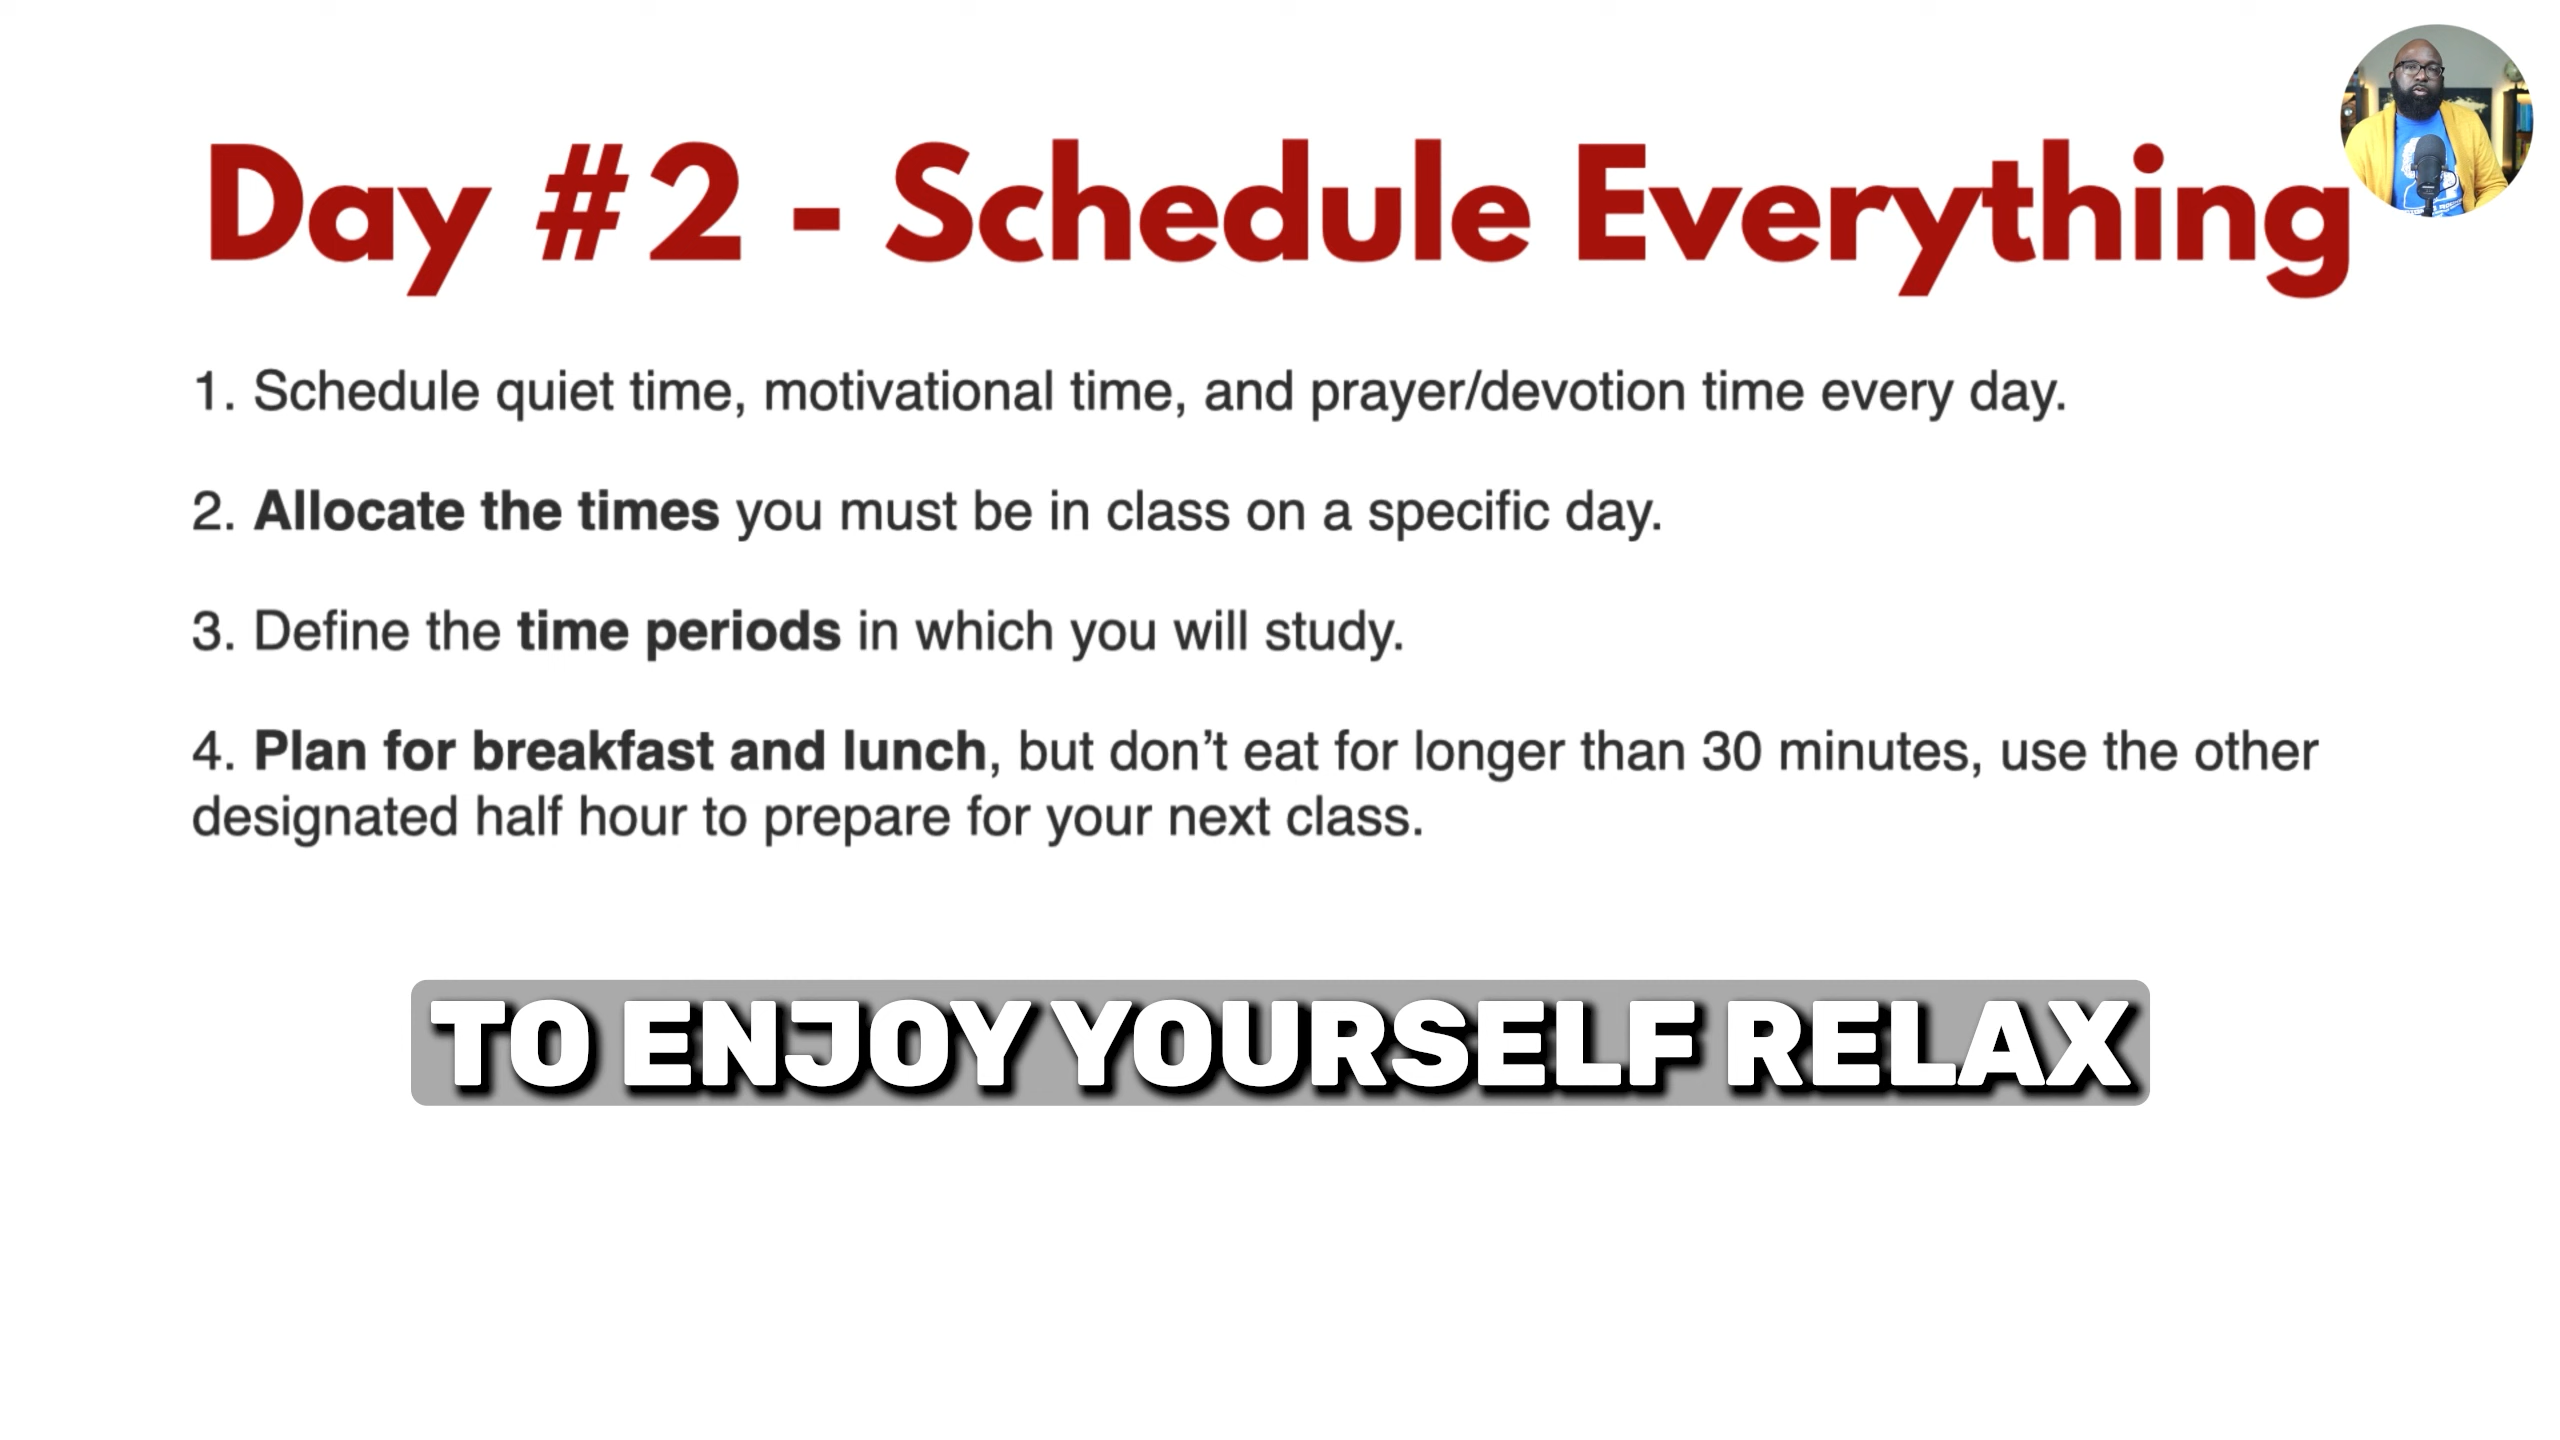 Day #2 - Schedule Everything
1. Schedule quiet time, motivational time, and prayer/devotion time every day.
2. Allocate the times you must be in class on a specific day.
3. Define the time periods in which you will study.
4. Plan for breakfast and lunch, but don’t eat for longer than 30 minutes, use the other
designated half hour to prepare for your next class.
TO ENJOY YOURSELF RELAX